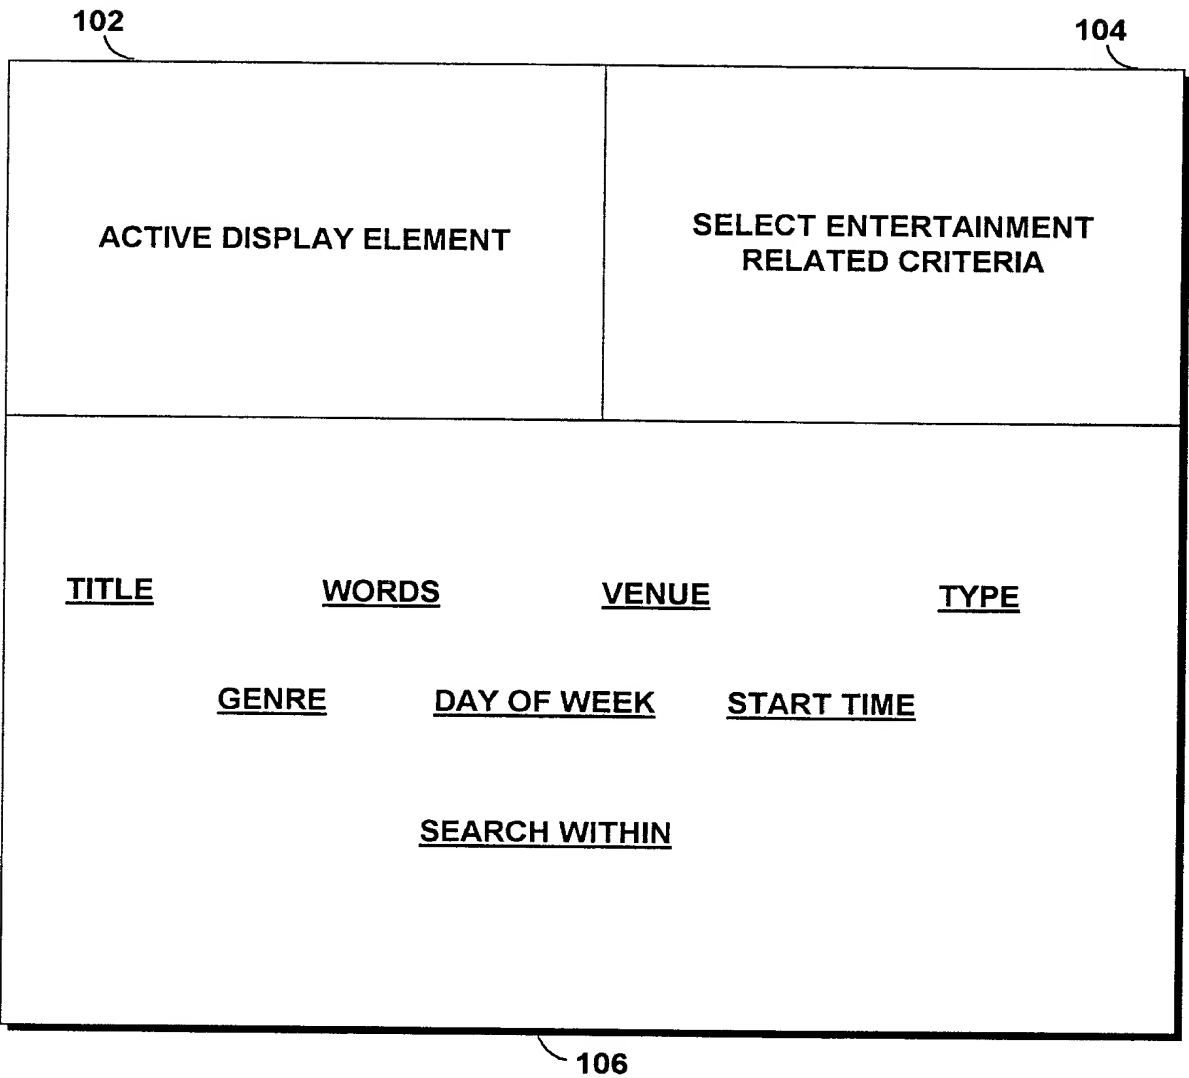 102
104
ACTIVE DISPLAY ELEMENT
SELECT ENTERTAINMENT
RELATED CRITERIA
TITLE WORDS VENUE TYPE
GENRE DAY OF WEEK START TIME
SEARCH WITHIN
106